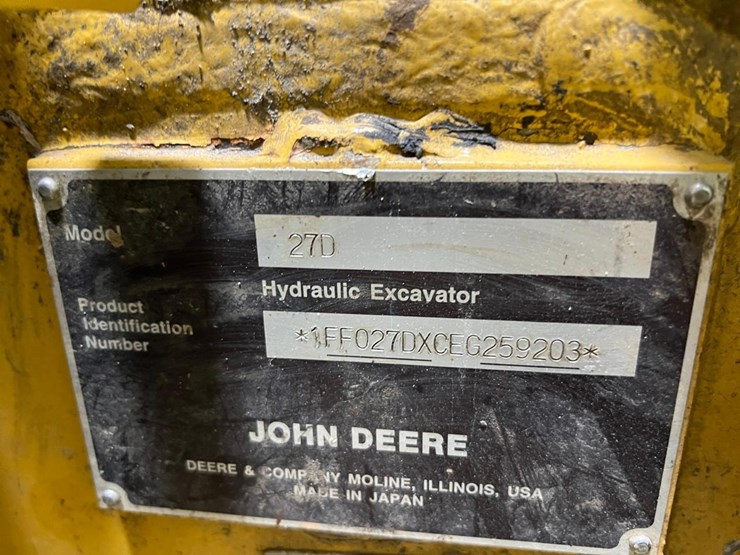 Model 27D
Hydraulic Excavator
Product
Identification
Number
*1FF027DXCEG259203*
JOHN DEERE
DEERE & COMPANY MOLINE, ILLINOIS, USA
MADE IN JAPAN